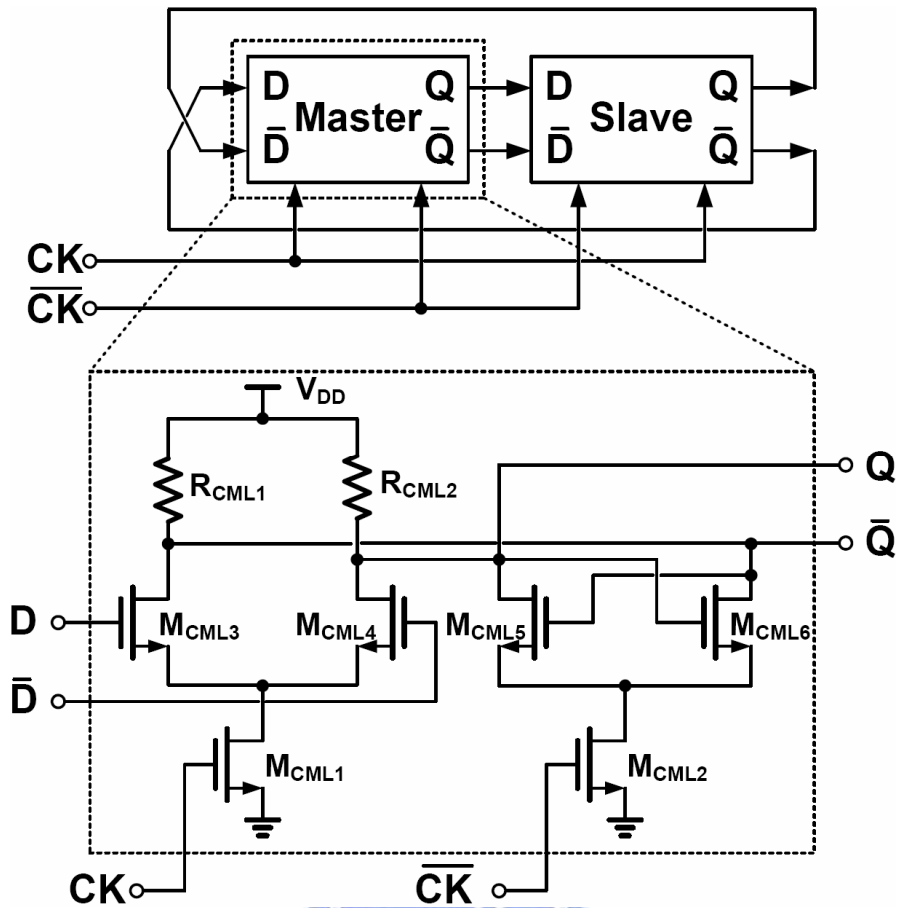 D Q D Q
Master Slave
D̄ Q̄ D̄ Q̄
CK
C̅K̅
V_DD
R_CML1 R_CML2
Q
Q̄
D
M_CML3 M_CML4 M_CML5 M_CML6
D̄
M_CML1 M_CML2
CK C̅K̅